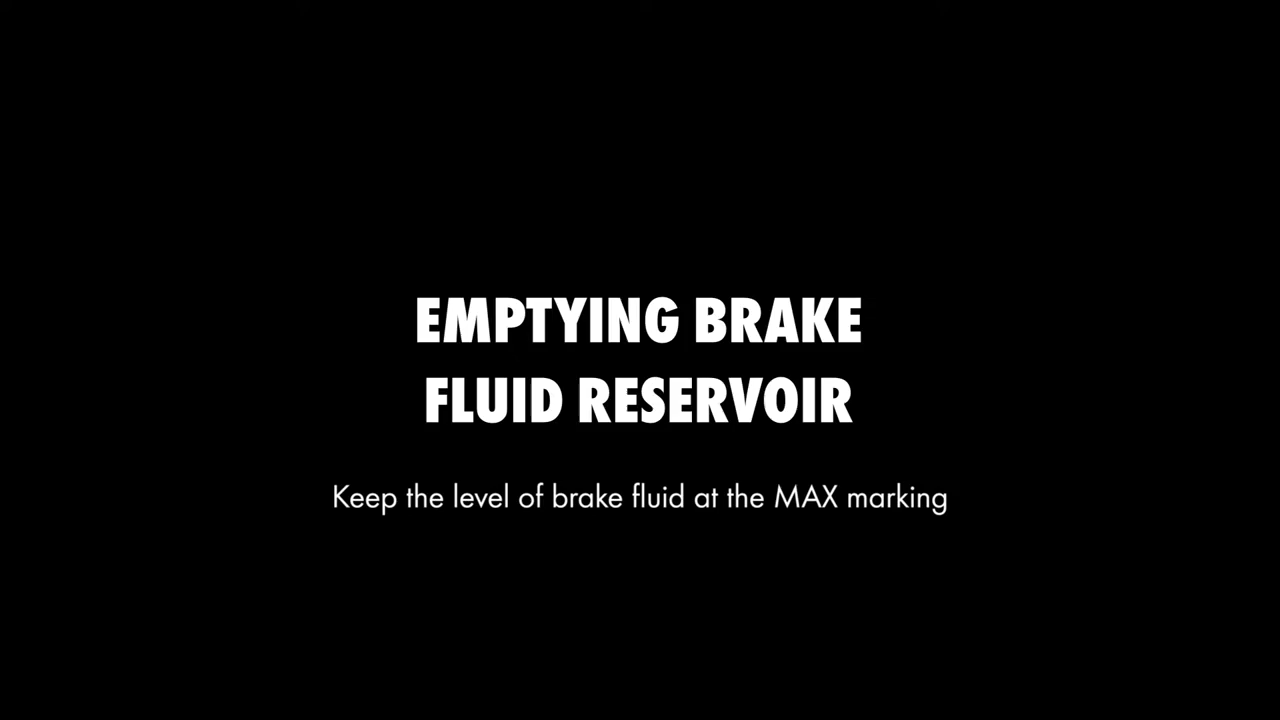 EMPTYING BRAKE
FLUID RESERVOIR
Keep the level of brake fluid at the MAX marking